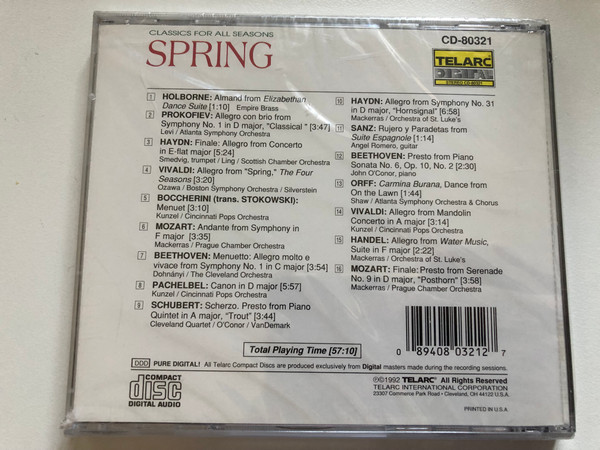 CLASSICS FOR ALL SEASONS
SPRING
CD-80321
TELARC
DIGITAL
STEREO CD-80321
1 HOLBORNE: Almand from Elizabethan
Dance Suite [1:10] Empire Brass
2 PROKOFIEV: Allegro con brio from
Symphony No. 1 in D major, "Classical " [3:47]
Levi / Atlanta Symphony Orchestra
3 HAYDN: Finale: Allegro from Concerto
in E-flat major [5:24]
Smedvig, trumpet / Ling / Scottish Chamber Orchestra
4 VIVALDI: Allegro from "Spring," The Four
Seasons [3:20]
Ozawa / Boston Symphony Orchestra / Silverstein
5 BOCCHERINI (trans. STOKOWSKI):
Menuet [3:10]
Kunzel / Cincinnati Pops Orchestra
6 MOZART: Andante from Symphony in
F major [3:35]
Mackerras / Prague Chamber Orchestra
7 BEETHOVEN: Menuetto: Allegro molto e
vivace from Symphony No. 1 in C major [3:54]
Dohnányi / The Cleveland Orchestra
8 PACHELBEL: Canon in D major [5:57]
Kunzel / Cincinnati Pops Orchestra
9 SCHUBERT: Scherzo. Presto from Piano
Quintet in A major, "Trout" [3:44]
Cleveland Quartet / O'Conor / VanDemark
10 HAYDN: Allegro from Symphony No. 31
in D major, "Hornsignal" [6:58]
Mackerras / Orchestra of St. Luke's
11 SANZ: Rujero y Paradetas from
Suite Espagnole [1:14]
Angel Romero, guitar
12 BEETHOVEN: Presto from Piano
Sonata No. 6, Op. 10, No. 2 [2:30]
John O'Conor, piano
13 ORFF: Carmina Burana, Dance from
On the Lawn [1:44]
Shaw / Atlanta Symphony Orchestra & Chorus
14 VIVALDI: Allegro from Mandolin
Concerto in A major [3:14]
Kunzel / Cincinnati Pops Orchestra
15 HANDEL: Allegro from Water Music,
Suite in F major [2:22]
Mackerras / Orchestra of St. Luke's
16 MOZART: Finale: Presto from Serenade
No. 9 in D major, "Posthorn" [3:58]
Mackerras / Prague Chamber Orchestra
Total Playing Time [57:10]
0 89408 03212 7
DDD PURE DIGITAL! All Telarc Compact Discs are produced exclusively from Digital masters made during the recording sessions.
COMPACT
disc
DIGITAL AUDIO
℗©1992 TELARC® All Rights Reserved
TELARC INTERNATIONAL CORPORATION
23307 Commerce Park Road • Cleveland, OH 44122 U.S.A.
PRINTED IN U.S.A